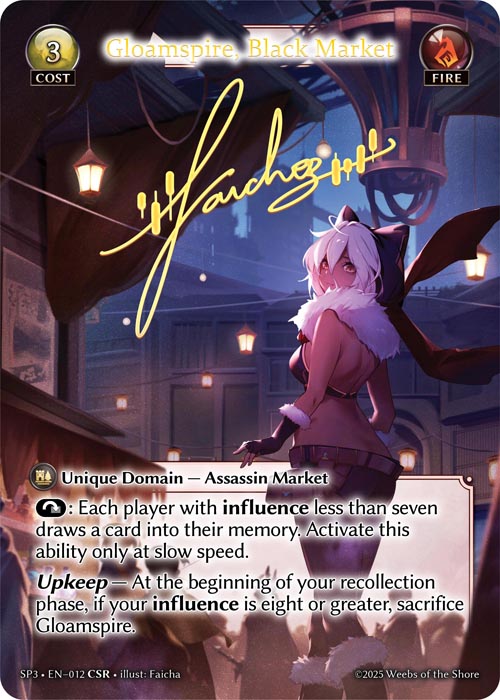 3
COST
Gloamspire, Black Market
FIRE
Faicha
Unique Domain — Assassin Market
: Each player with influence less than seven
draws a card into their memory. Activate this
ability only at slow speed.
Upkeep — At the beginning of your recollection
phase, if your influence is eight or greater, sacrifice
Gloamspire.
SP3 • EN–012 CSR • illust: Faicha
©2025 Weebs of the Shore